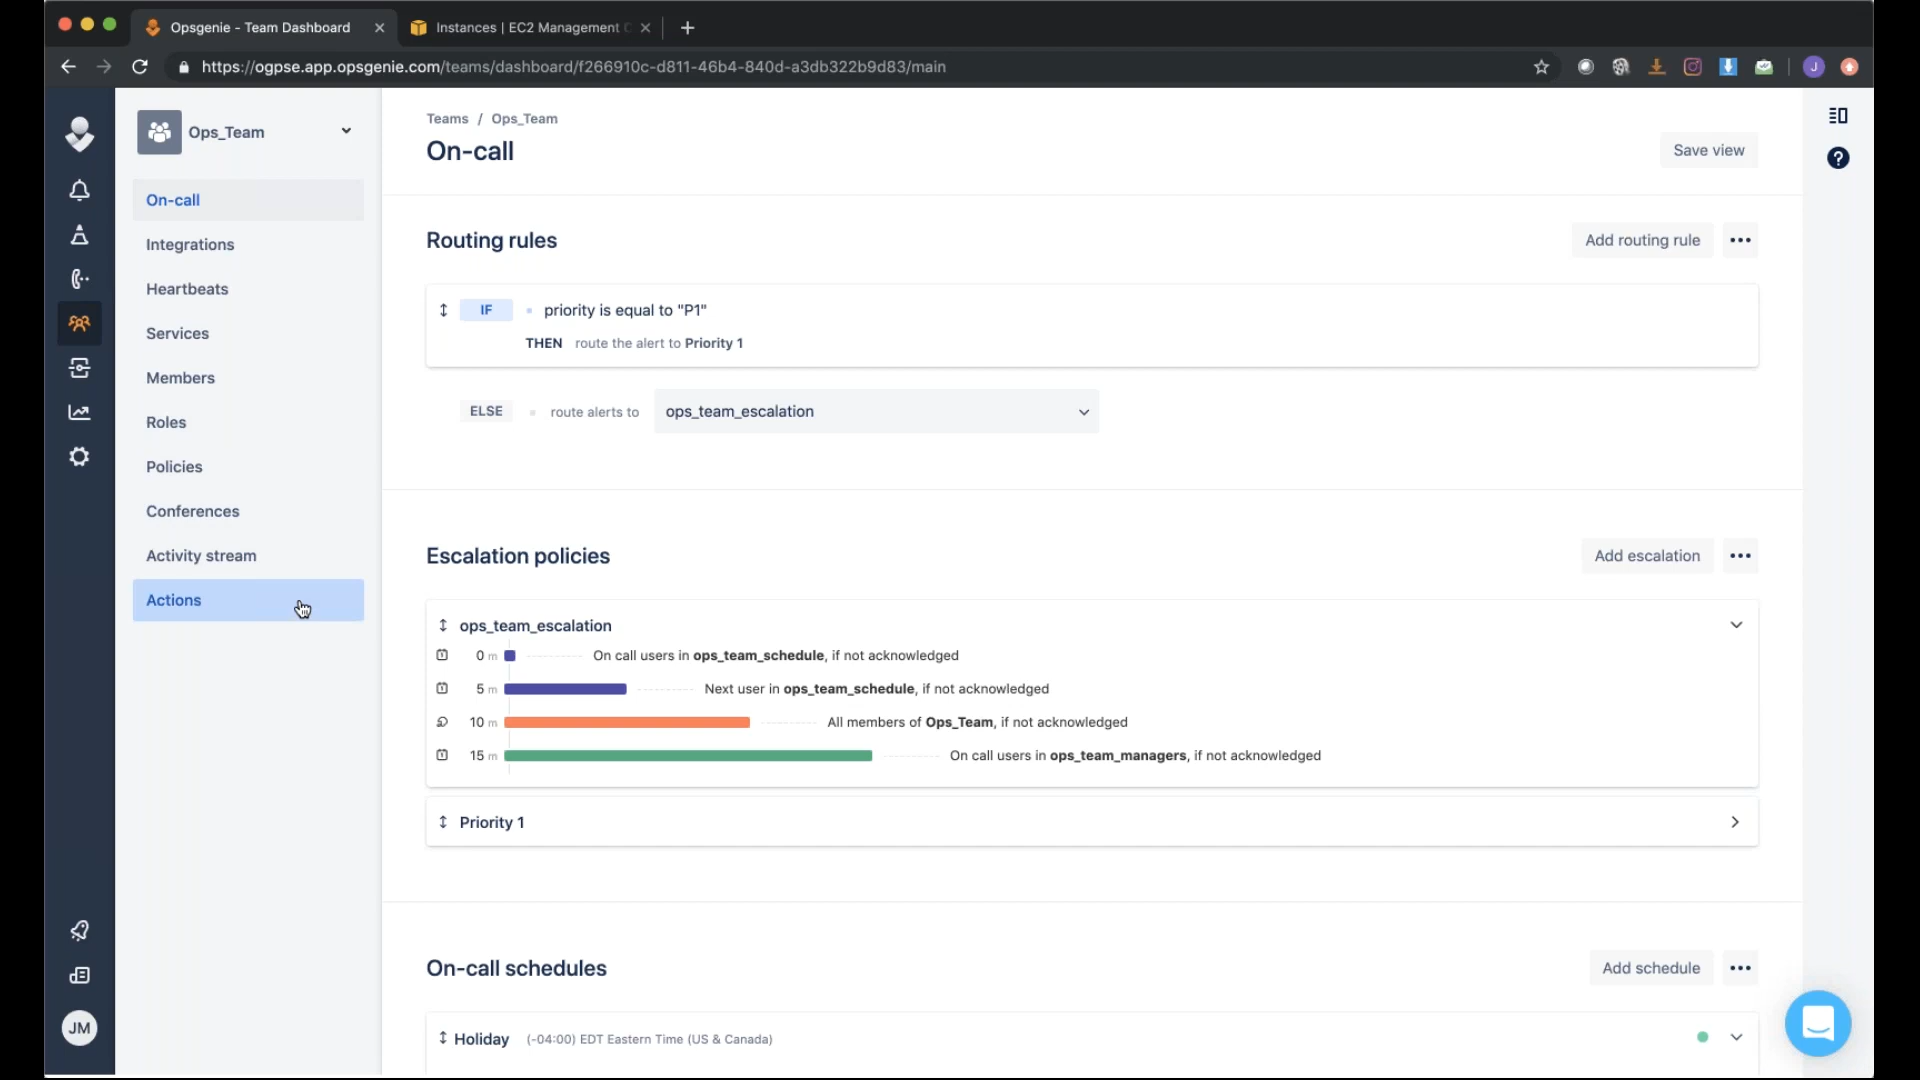 Opsgenie - Team Dashboard
Instances | EC2 Management
https://ogpse.app.opsgenie.com/teams/dashboard/f266910c-d811-46b4-840d-a3db322b9d83/main
J
Ops_Team
On-call
Integrations
Heartbeats
Services
Members
Roles
Policies
Conferences
Activity stream
Actions
JM
Teams / Ops_Team
On-call
Save view
Routing rules
Add routing rule
IF priority is equal to "P1"
THEN route the alert to Priority 1
ELSE route alerts to ops_team_escalation
Escalation policies
Add escalation
ops_team_escalation
0 m On call users in ops_team_schedule, if not acknowledged
5 m Next user in ops_team_schedule, if not acknowledged
10 m All members of Ops_Team, if not acknowledged
15 m On call users in ops_team_managers, if not acknowledged
Priority 1
On-call schedules
Add schedule
Holiday (-04:00) EDT Eastern Time (US & Canada)